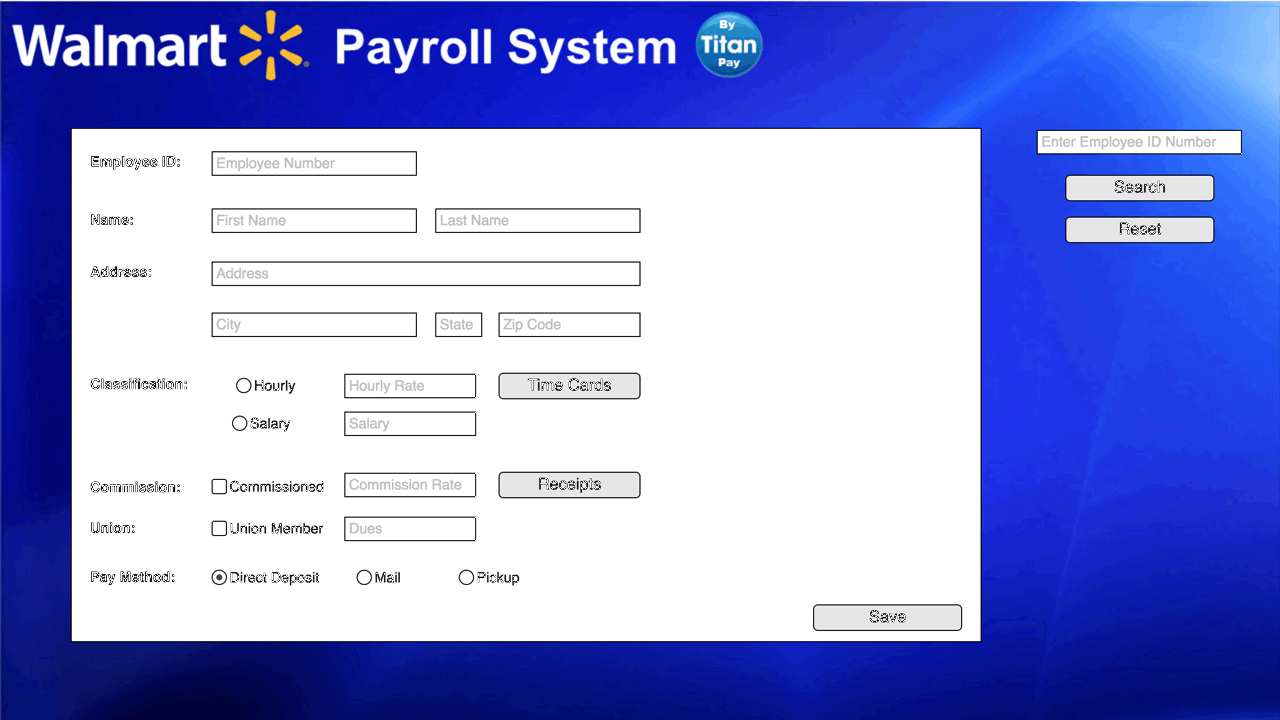 Walmart Payroll System By Titan Pay
Employee ID: Employee Number
Enter Employee ID Number
Search
Name: First Name Last Name
Reset
Address: Address
City State Zip Code
Classification: Hourly Hourly Rate Time Cards
Salary Salary
Commission: Commissioned Commission Rate Receipts
Union: Union Member Dues
Pay Method: Direct Deposit Mail Pickup
Save